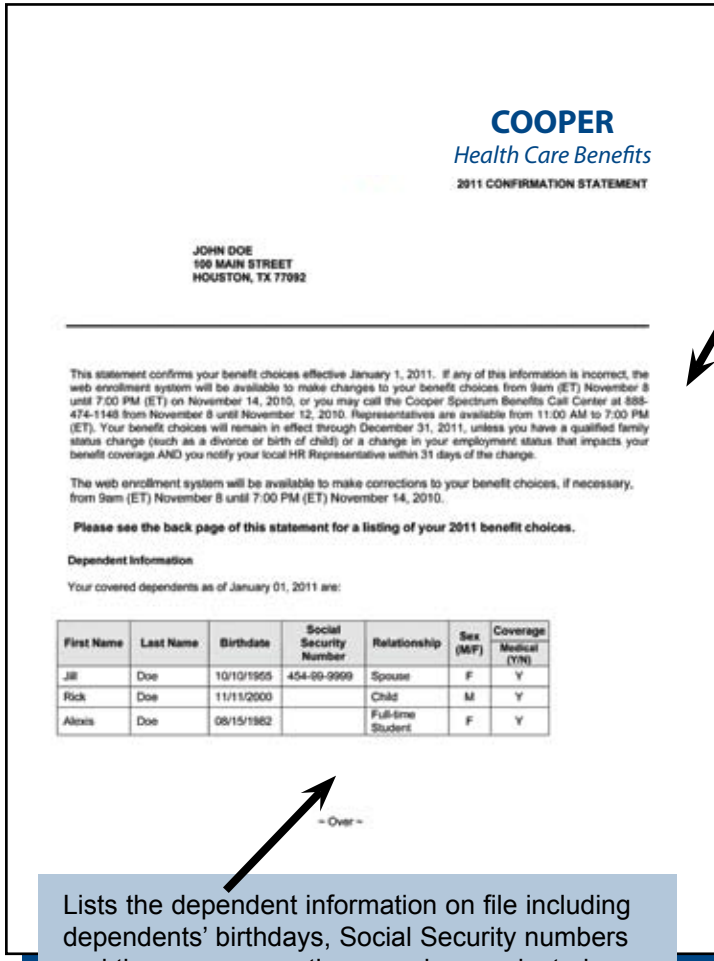 COOPER
Health Care Benefits
2011 CONFIRMATION STATEMENT
JOHN DOE
100 MAIN STREET
HOUSTON, TX 77092
This statement confirms your benefit choices effective January 1, 2011. If any of this information is incorrect, the
web enrollment system will be available to make changes to your benefit choices from 9am (ET) November 8
until 7:00 PM (ET) on November 14, 2010, or you may call the Cooper Spectrum Benefits Call Center at 888-
474-1148 from November 8 until November 12, 2010. Representatives are available from 11:00 AM to 7:00 PM
(ET). Your benefit choices will remain in effect through December 31, 2011, unless you have a qualified family
status change (such as a divorce or birth of child) or a change in your employment status that impacts your
benefit coverage AND you notify your local HR Representative within 31 days of the change.
The web enrollment system will be available to make corrections to your benefit choices, if necessary,
from 9am (ET) November 8 until 7:00 PM (ET) November 14, 2010.
Please see the back page of this statement for a listing of your 2011 benefit choices.
Dependent Information
Your covered dependents as of January 01, 2011 are:
First Name Last Name Birthdate Social Security Number Relationship Sex (M/F) Coverage Medical (Y/N)
Jill Doe 10/10/1955 454-99-9999 Spouse F Y
Rick Doe 11/11/2000 Child M Y
Alexis Doe 08/15/1982 Full-time Student F Y
~ Over ~
Lists the dependent information on file including
dependents' birthdays, Social Security numbers